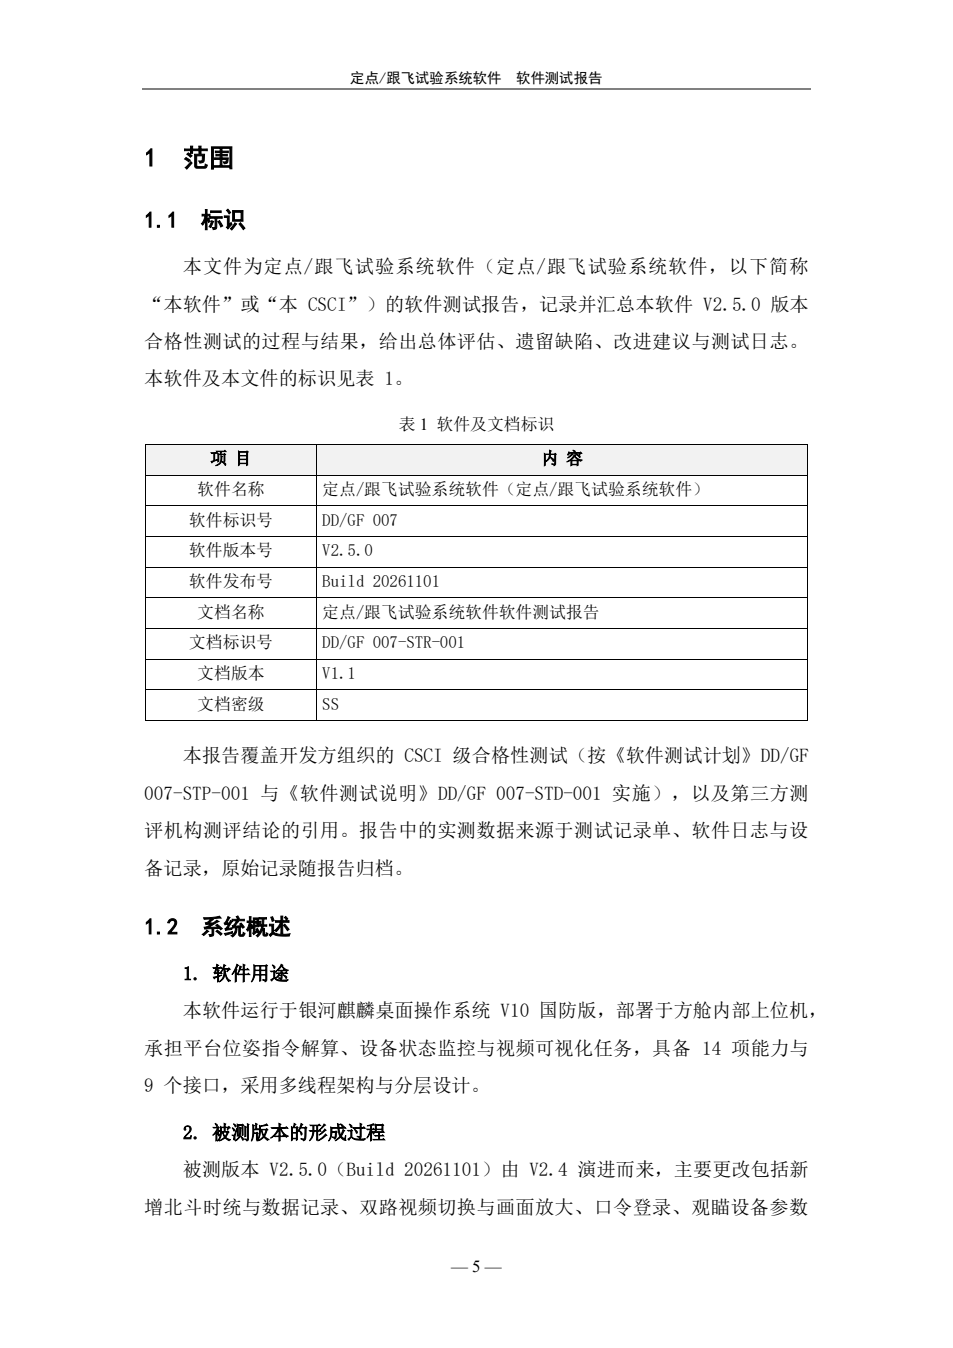 定点/跟飞试验系统软件　软件测试报告
1　范围
1.1　标识
本文件为定点/跟飞试验系统软件（定点/跟飞试验系统软件，以下简称
“本软件”或“本 CSCI”）的软件测试报告，记录并汇总本软件 V2.5.0 版本
合格性测试的过程与结果，给出总体评估、遗留缺陷、改进建议与测试日志。
本软件及本文件的标识见表 1。
表 1 软件及文档标识
项 目 内 容
软件名称 定点/跟飞试验系统软件（定点/跟飞试验系统软件）
软件标识号 DD/GF 007
软件版本号 V2.5.0
软件发布号 Build 20261101
文档名称 定点/跟飞试验系统软件软件测试报告
文档标识号 DD/GF 007-STR-001
文档版本 V1.1
文档密级 SS
本报告覆盖开发方组织的 CSCI 级合格性测试（按《软件测试计划》DD/GF
007-STP-001 与《软件测试说明》DD/GF 007-STD-001 实施），以及第三方测
评机构测评结论的引用。报告中的实测数据来源于测试记录单、软件日志与设
备记录，原始记录随报告归档。
1.2　系统概述
1. 软件用途
本软件运行于银河麒麟桌面操作系统 V10 国防版，部署于方舱内部上位机，
承担平台位姿指令解算、设备状态监控与视频可视化任务，具备 14 项能力与
9 个接口，采用多线程架构与分层设计。
2. 被测版本的形成过程
被测版本 V2.5.0（Build 20261101）由 V2.4 演进而来，主要更改包括新
增北斗时统与数据记录、双路视频切换与画面放大、口令登录、观瞄设备参数
— 5 —